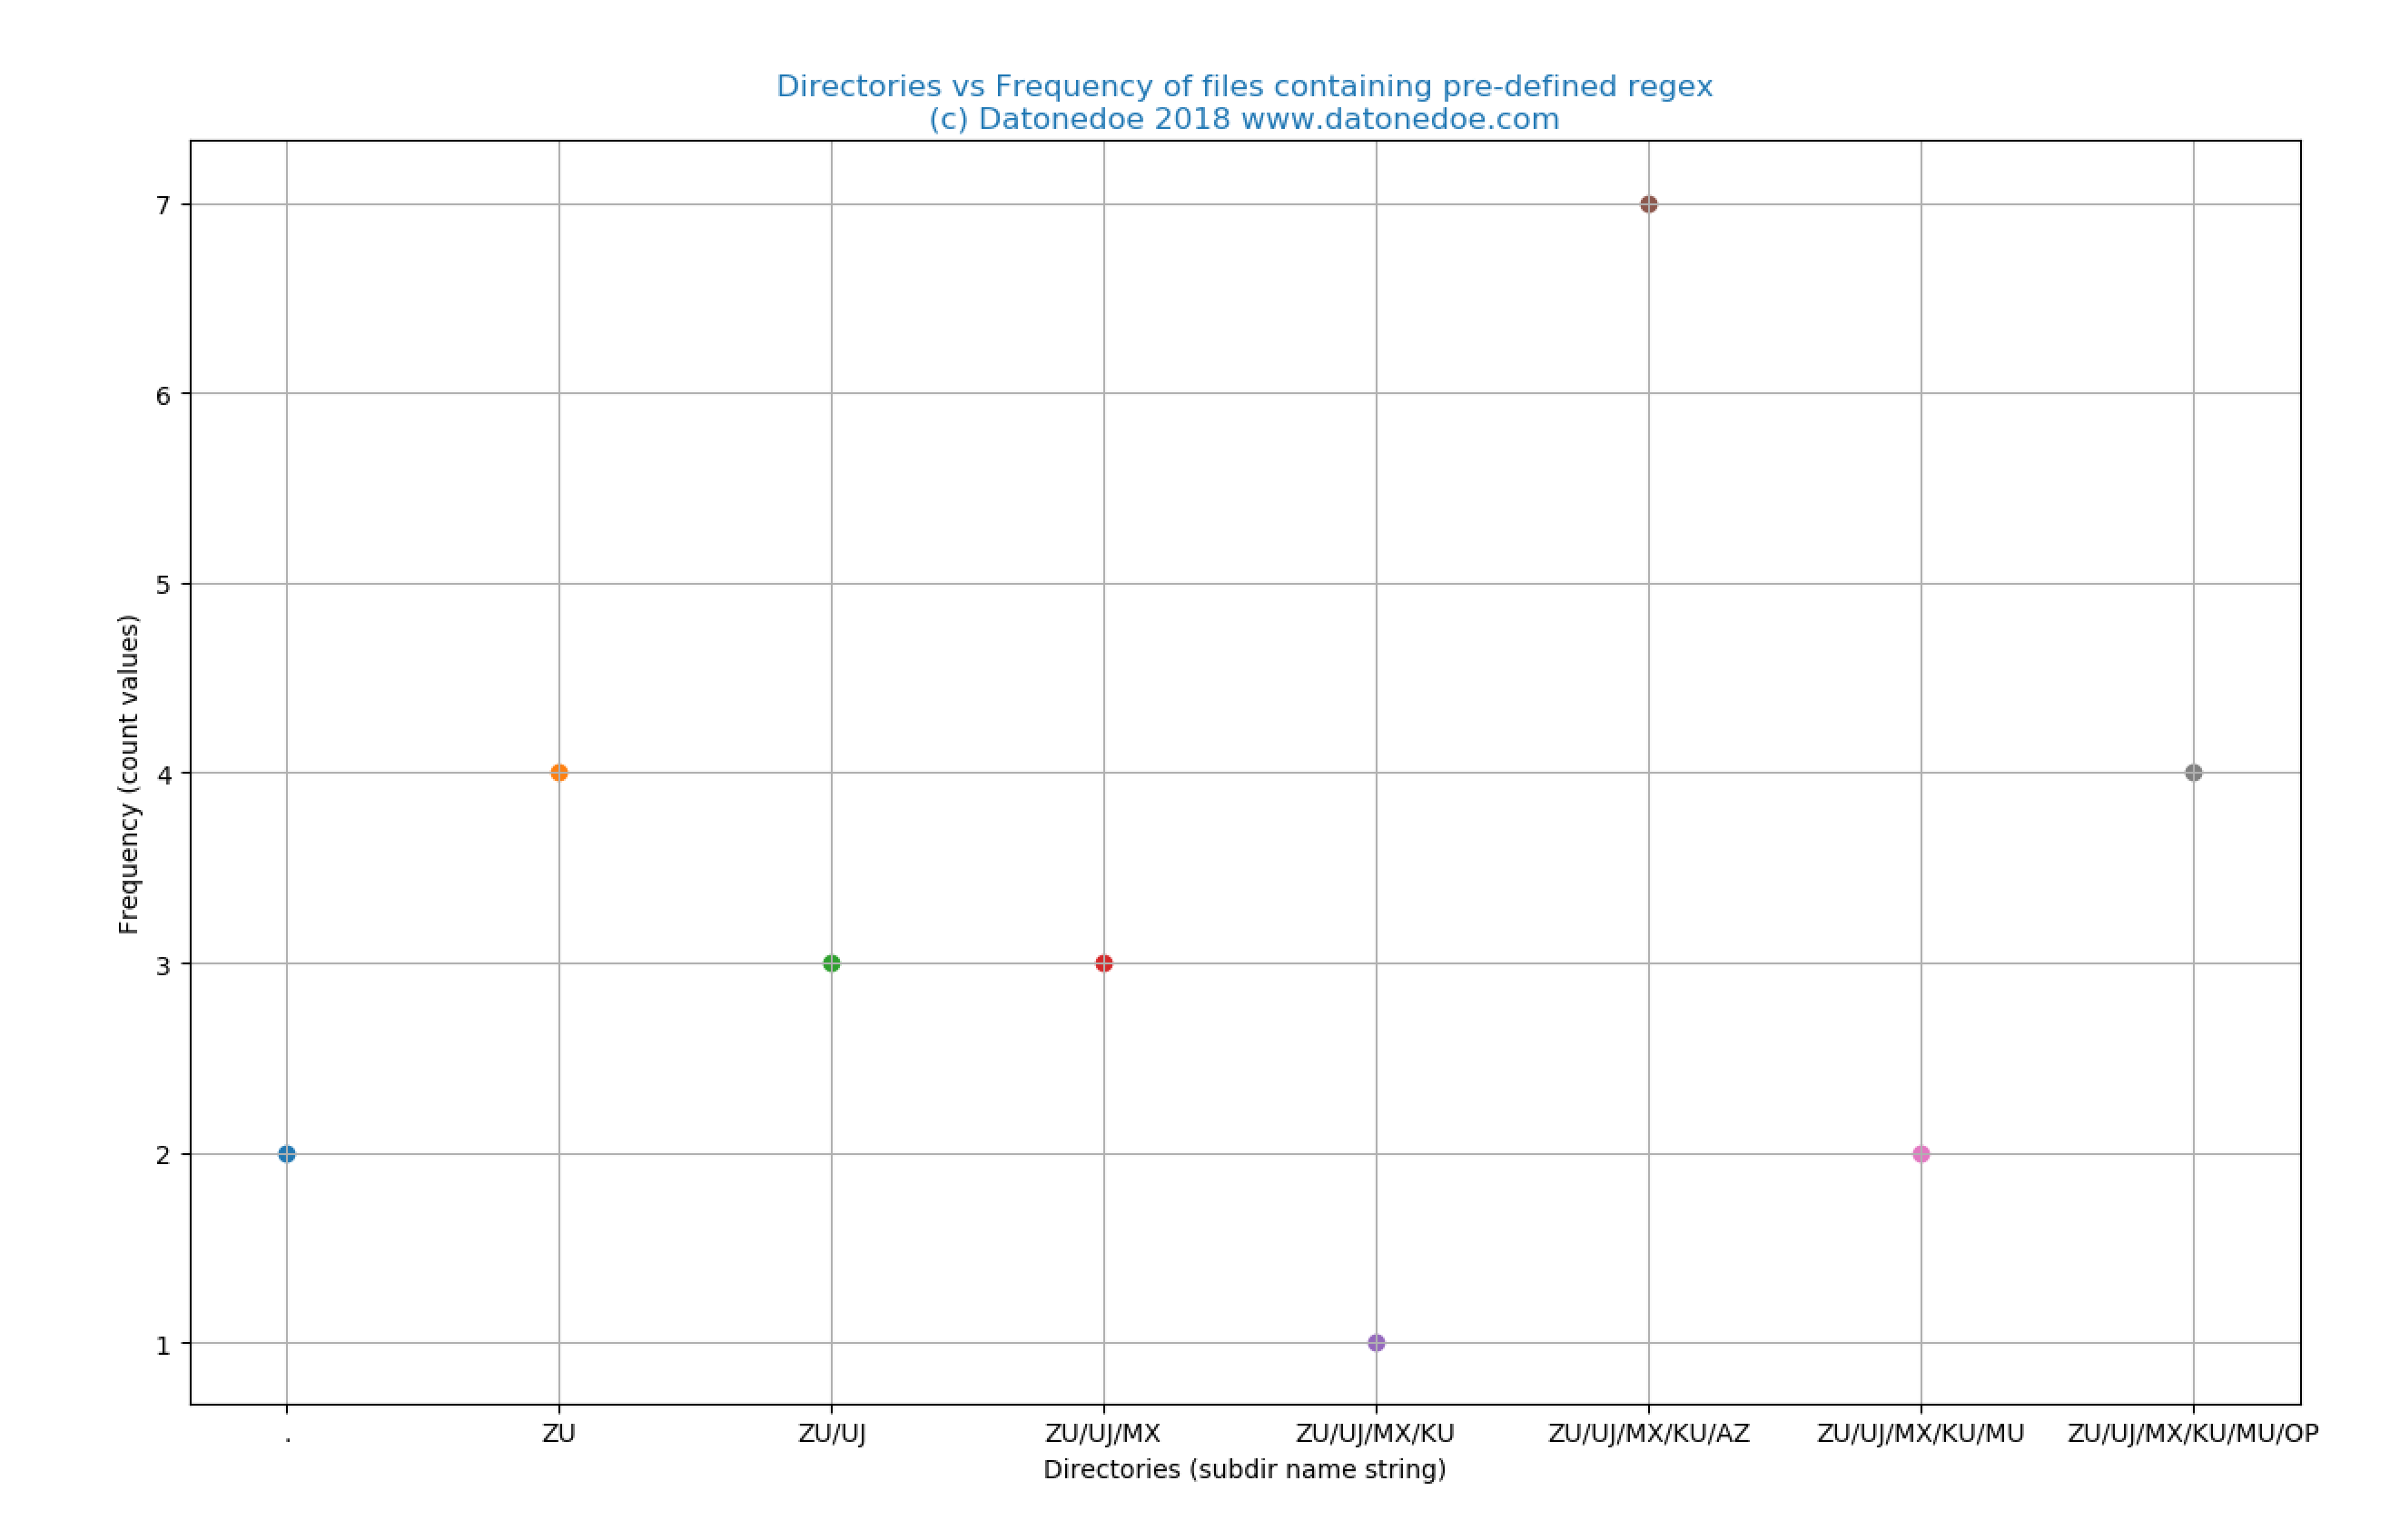 Directories vs Frequency of files containing pre-defined regex
(c) Datonedoe 2018 www.datonedoe.com
7
6
5
4
3
2
1
Frequency (count values)
. ZU ZU/UJ ZU/UJ/MX ZU/UJ/MX/KU ZU/UJ/MX/KU/AZ ZU/UJ/MX/KU/MU ZU/UJ/MX/KU/MU/OP
Directories (subdir name string)